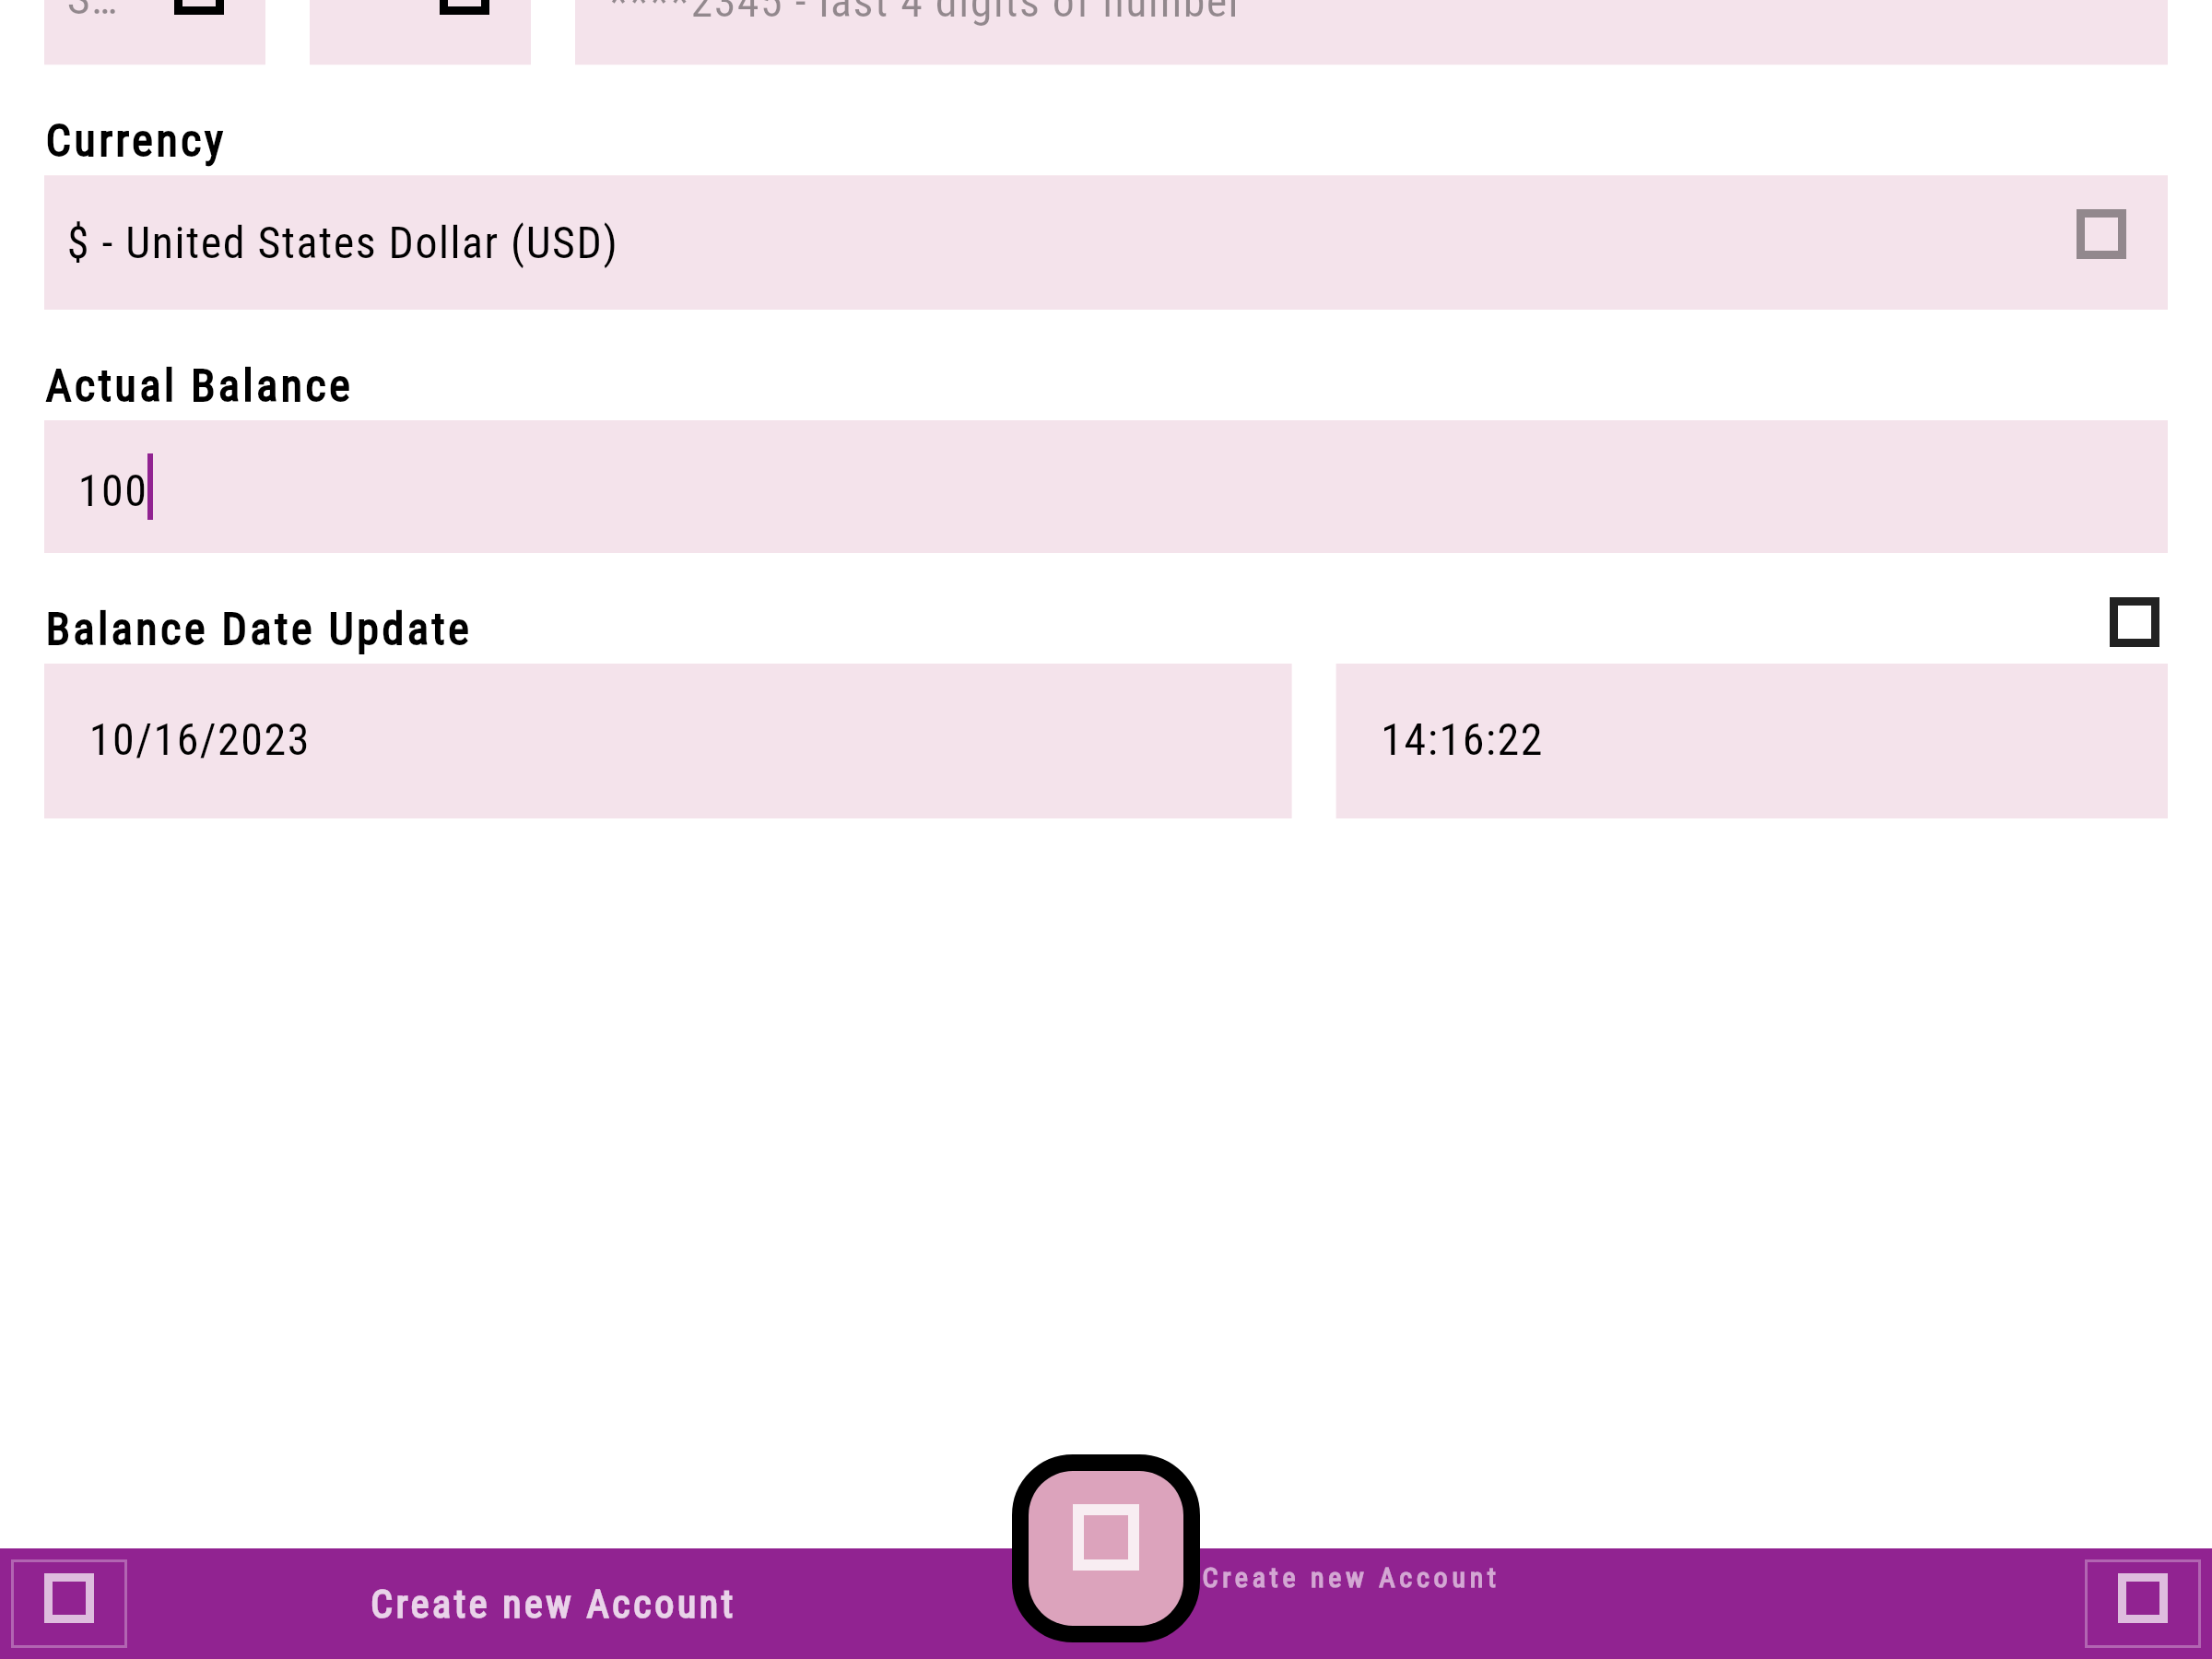 S…
****2345 - last 4 digits of number
Currency
$ - United States Dollar (USD)
Actual Balance
100
Balance Date Update
10/16/2023
14:16:22
Create new Account
Create new Account